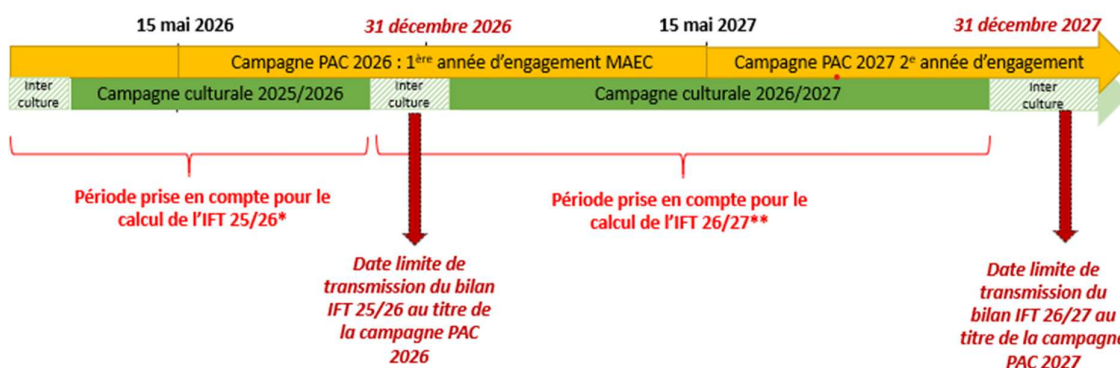 15 mai 2026
31 décembre 2026
15 mai 2027
31 décembre 2027
Campagne PAC 2026 : 1ère année d'engagement MAEC
Campagne PAC 2027 2e année d'engagement
Inter
culture
Campagne culturale 2025/2026
Inter
culture
Campagne culturale 2026/2027
Inter
culture
Période prise en compte pour le
calcul de l'IFT 25/26*
Période prise en compte pour le
calcul de l'IFT 26/27**
Date limite de
transmission du bilan
IFT 25/26 au titre de
la campagne PAC
2026
Date limite de
transmission du
bilan IFT 26/27 au
titre de la campagne
PAC 2027